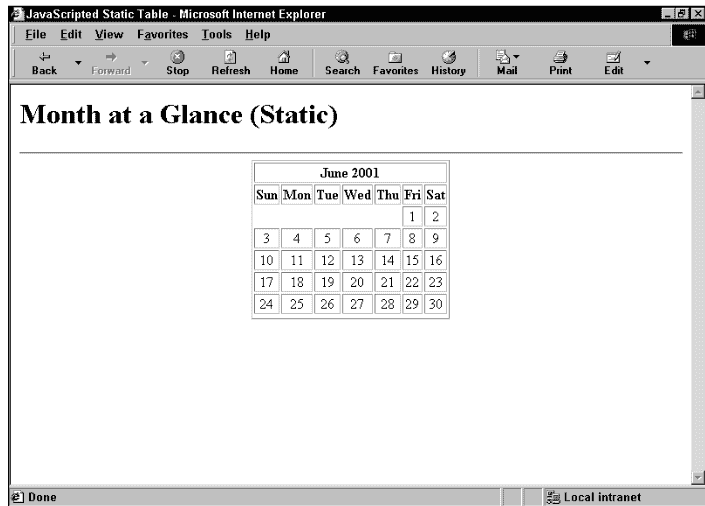 JavaScripted Static Table - Microsoft Internet Explorer
File Edit View Favorites Tools Help
Back Forward Stop Refresh Home Search Favorites History Mail Print Edit
Month at a Glance (Static)
June 2001
Sun Mon Tue Wed Thu Fri Sat
1 2
3 4 5 6 7 8 9
10 11 12 13 14 15 16
17 18 19 20 21 22 23
24 25 26 27 28 29 30
Done Local intranet